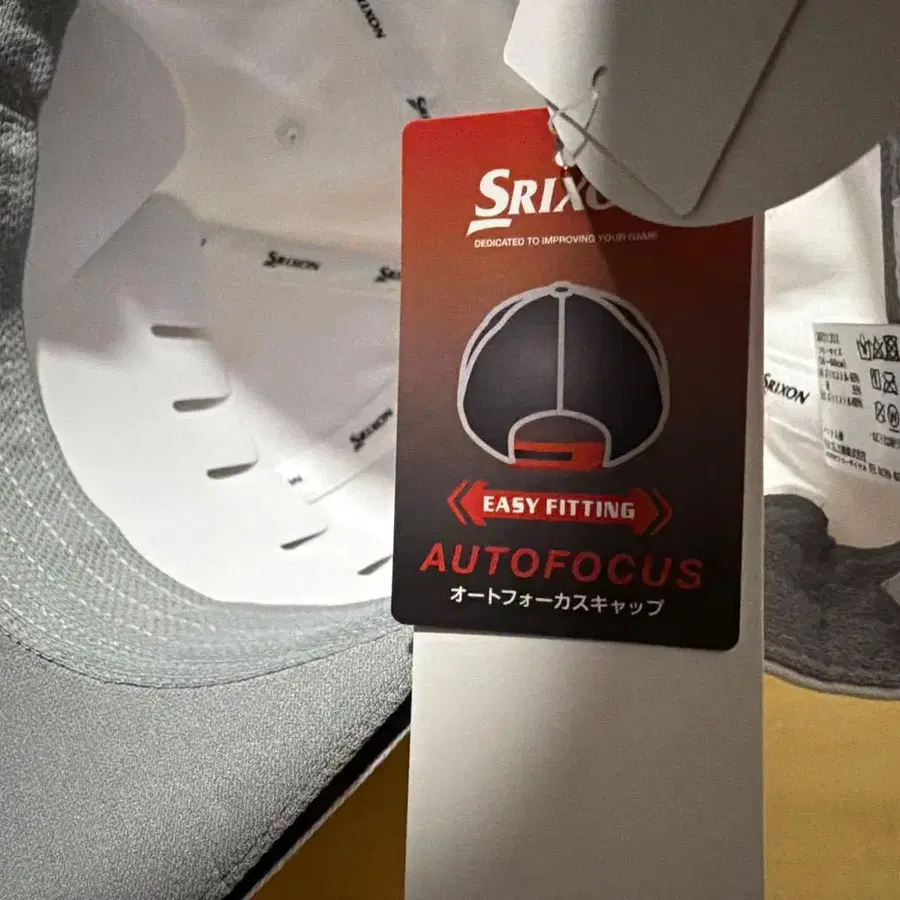 SRIXON
SRIXO
DEDICATED TO IMPROVING YOUR GAME
SRIXON
SRIXON
SRIXON
EASY FITTING
AUTOFOCUS
オートフォーカスキャップ